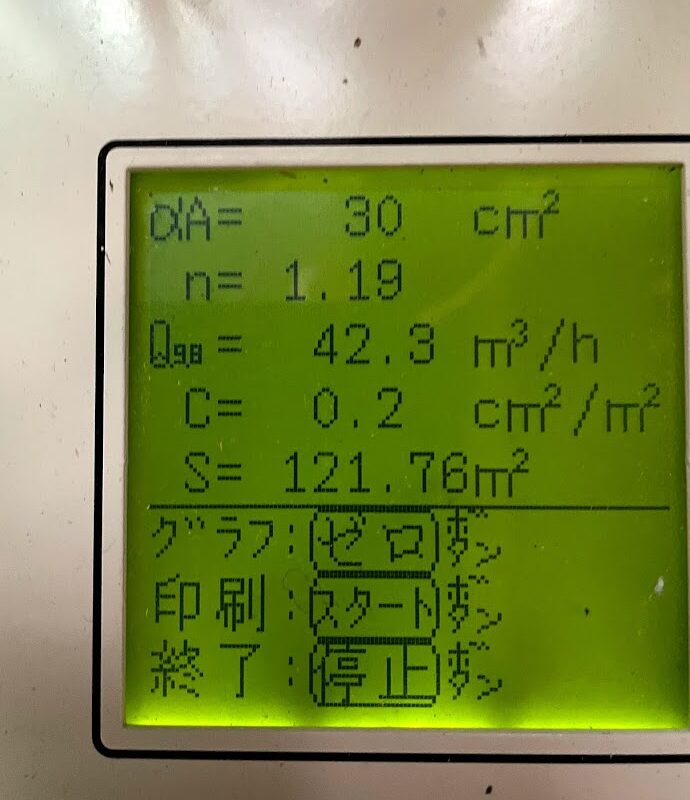 αA= 30 cm²
n= 1.19
Q98= 42.3 m³/h
C= 0.2 cm²/m²
S= 121.76m²
グラフ:ゼロボタン
印刷:スタートボタン
終了:停止ボタン